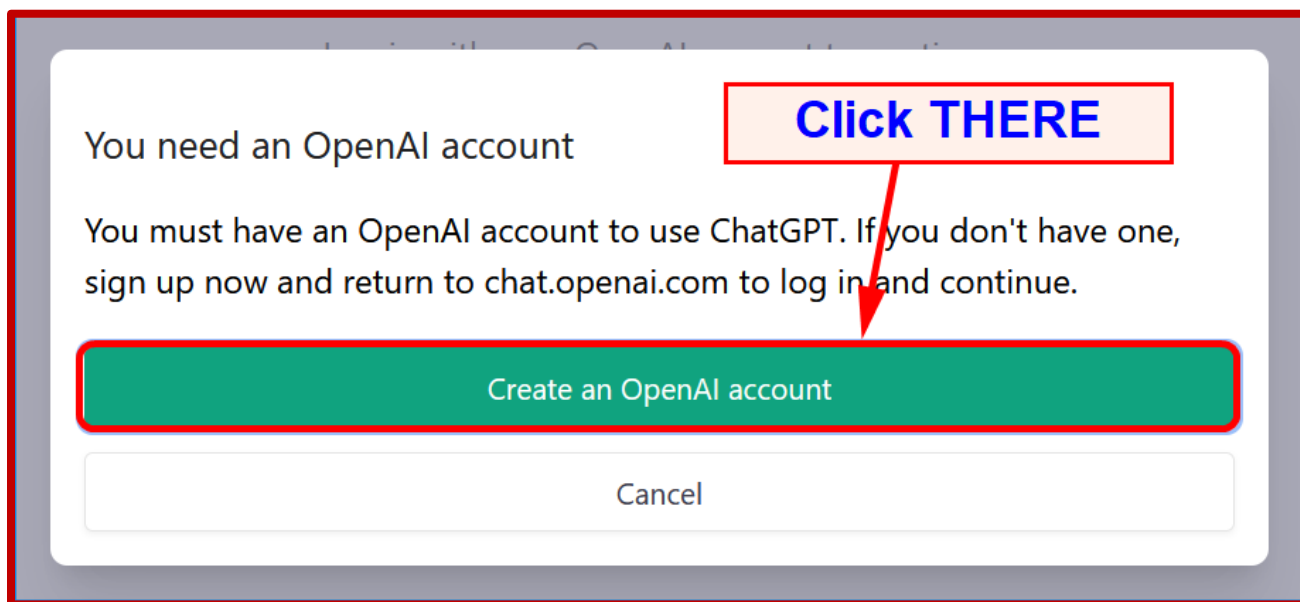 Click THERE
You need an OpenAI account
You must have an OpenAI account to use ChatGPT. If you don't have one,
sign up now and return to chat.openai.com to log in and continue.
Create an OpenAI account
Cancel